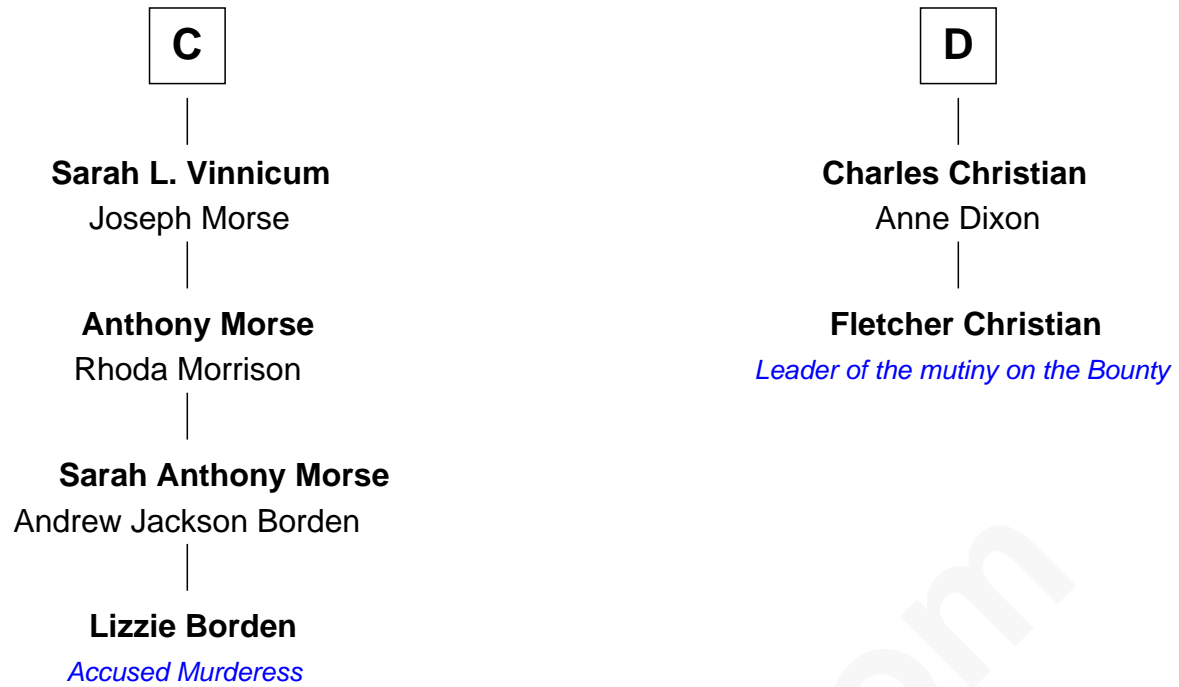 C
Sarah L. Vinnicum
Joseph Morse
Anthony Morse
Rhoda Morrison
Sarah Anthony Morse
Andrew Jackson Borden
Lizzie Borden
Accused Murderess
D
Charles Christian
Anne Dixon
Fletcher Christian
Leader of the mutiny on the Bounty
om